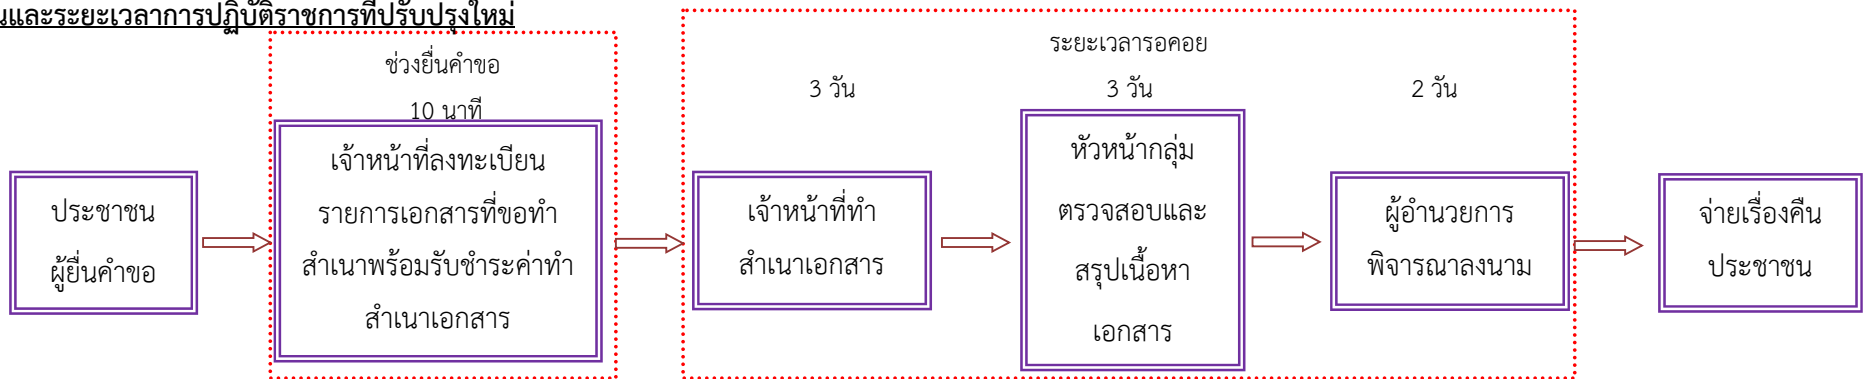 และระยะเวลาการปฏิบัติราชการที่ปรับปรุงใหม่
ช่วงยื่นคำขอ
10 นาที
ระยะเวลารอคอย
3 วัน
3 วัน
2 วัน
ประชาชน
ผู้ยื่นคำขอ
เจ้าหน้าที่ลงทะเบียน
รายการเอกสารที่ขอทำ
สำเนาพร้อมรับชำระค่าทำ
สำเนาเอกสาร
เจ้าหน้าที่ทำ
สำเนาเอกสาร
หัวหน้ากลุ่ม
ตรวจสอบและ
สรุปเนื้อหา
เอกสาร
ผู้อำนวยการ
พิจารณาลงนาม
จ่ายเรื่องคืน
ประชาชน